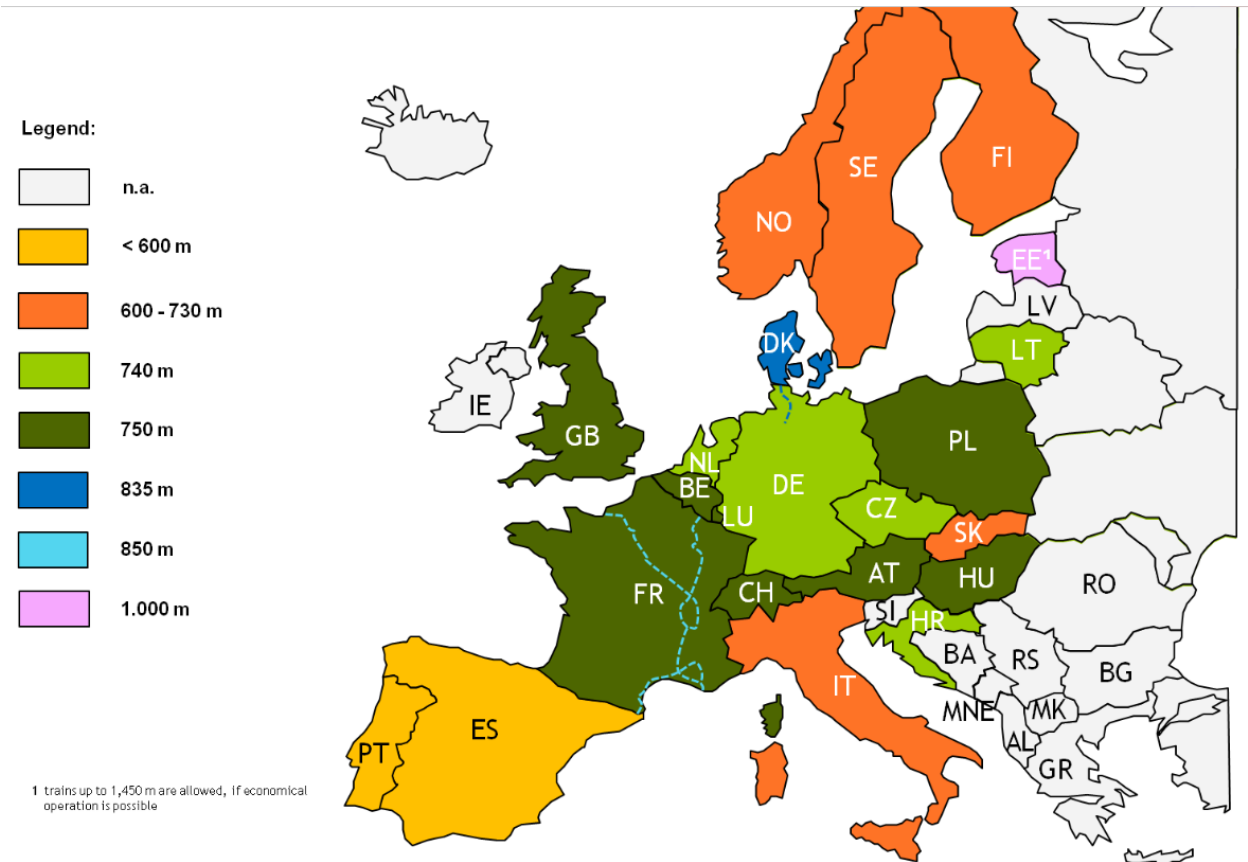 Legend:
n.a.
< 600 m
600 - 730 m
740 m
750 m
835 m
850 m
1.000 m
SE
FI
NO
EE¹
LV
DK
LT
IE
GB
PL
NL
BE
DE
LU
CZ
SK
AT
HU
FR
CH
RO
SI
HR
BA
RS
BG
IT
MNE
MK
ES
PT
AL
GR
1 trains up to 1,450 m are allowed, if economical
operation is possible